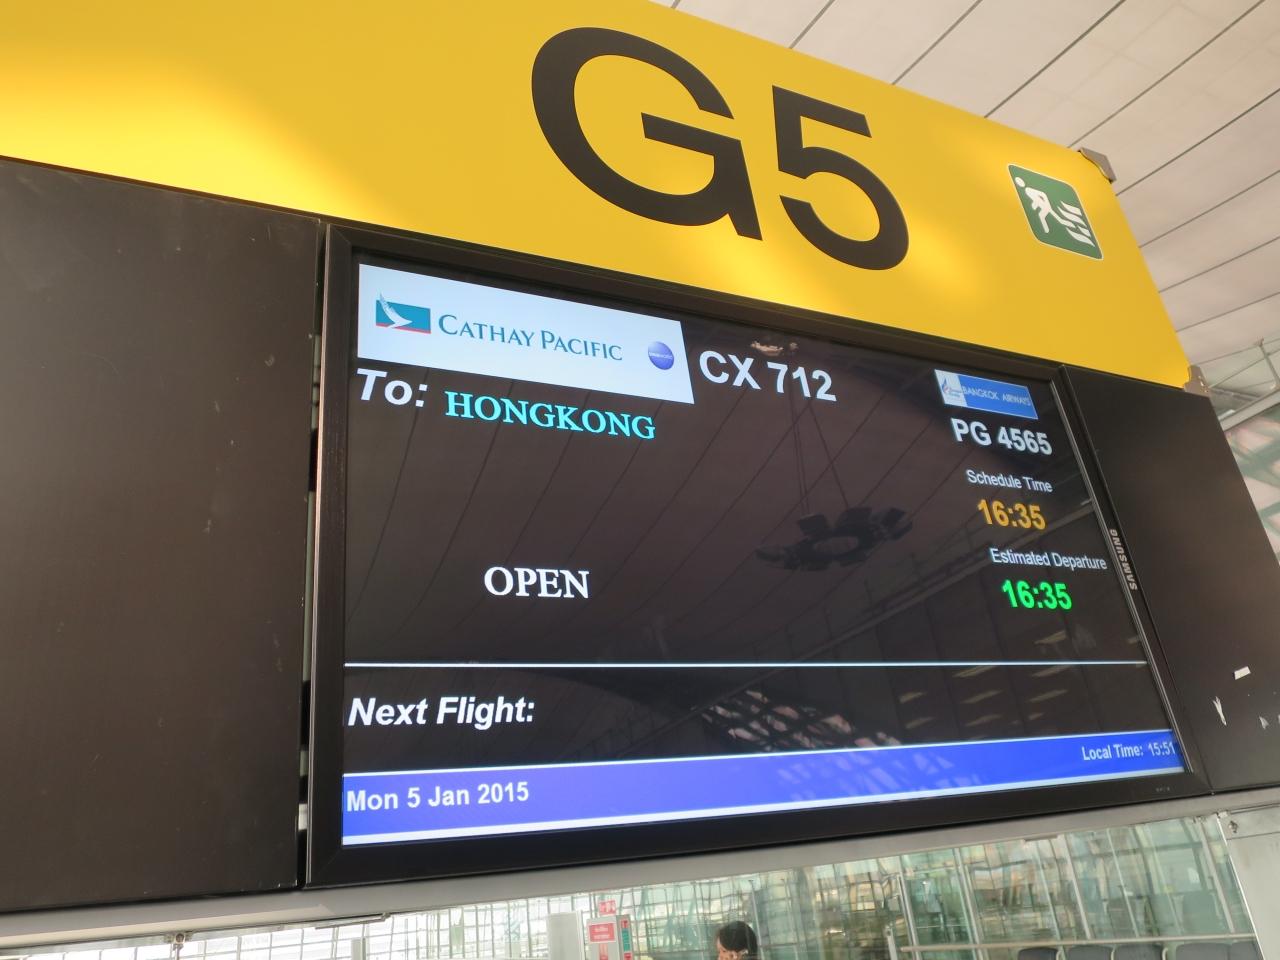 G5
CATHAY PACIFIC
CX 712
To: HONGKONG
BANGKOK AIRWAYS
PG 4565
Schedule Time
16:35
OPEN
Estimated Departure
16:35
SAMSUNG
Next Flight:
Mon 5 Jan 2015
Local Time: 15:51